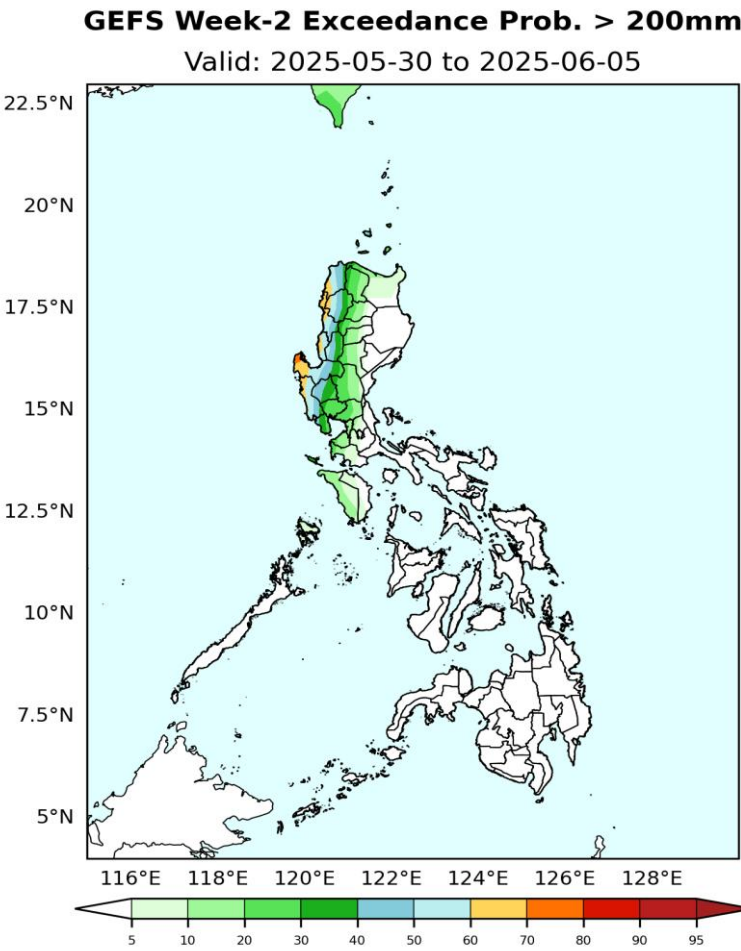 GEFS Week-2 Exceedance Prob. > 200mm
Valid: 2025-05-30 to 2025-06-05
22.5°N
20°N
17.5°N
15°N
12.5°N
10°N
7.5°N
5°N
116°E 118°E 120°E 122°E 124°E 126°E 128°E
5 10 20 30 40 50 60 70 80 90 95